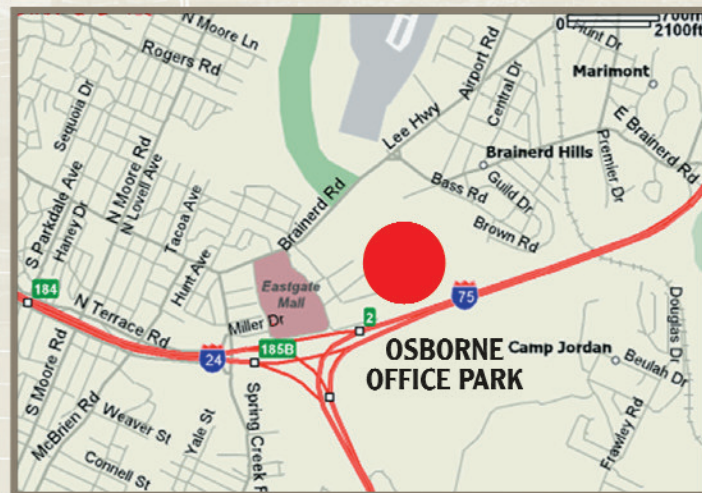 N Moore Ln
Rogers Rd
Sequoia Dr
N Moore Rd
N Lovell Ave
S Parkdale Ave
Haney Dr
Tacoa Ave
Hunt Ave
Brainerd Rd
Lee Hwy
Airport Rd
Central Dr
700m
0 2100ft
Hunt Dr
Marimont
E Brainerd Rd
Premier Dr
Brainerd Hills
Bass Rd
Guild Dr
Brown Rd
184
N Terrace Rd
Eastgate
Mall
Miller Dr
2
75
24
185B
OSBORNE
OFFICE PARK
Camp Jordan
Douglas Dr
Beulah Dr
Frawley Rd
S Moore Rd
McBrien Rd
Weaver St
Yale St
Connell St
Spring Creek